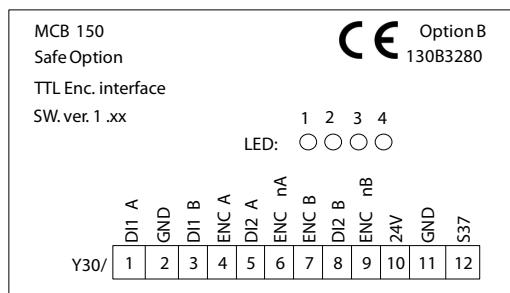 MCB 150
Safe Option
TTL Enc. interface
SW. ver. 1 .xx
CE
Option B
130B3280
1 2 3 4
LED:
DI1 A
GND
DI1 B
ENC A
DI2 A
ENC nA
ENC B
DI2 B
ENC nB
24V
GND
S37
Y30/ 1 2 3 4 5 6 7 8 9 10 11 12